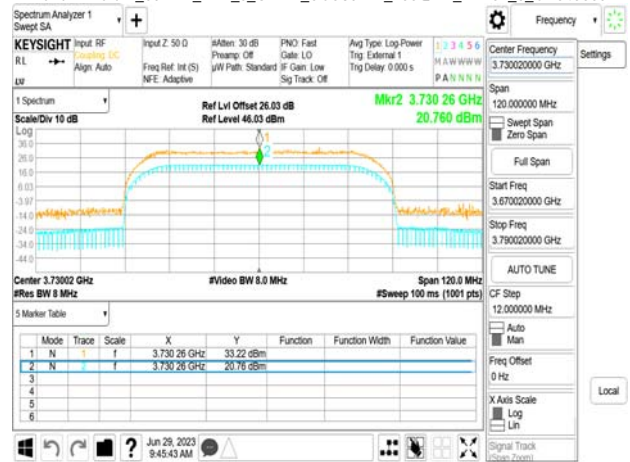 Spectrum Analyzer 1
Swept SA
Frequency
KEYSIGHT
Input: RF
Coupling: DC
Align: Auto
Input Z: 50 Ω
Freq Ref: Int (S)
NFE: Adaptive
#Atten: 30 dB
Preamp: Off
µW Path: Standard
PNO: Fast
Gate: LO
IF Gain: Low
Sig Track: Off
Avg Type: Log-Power
Trig: External 1
Trig Delay: 0.000 s
1 2 3 4 5 6
M A W W W W
P A N N N N
RL
Center Frequency
3.730020000 GHz
Settings
Span
120.000000 MHz
Swept Span
Zero Span
Full Span
Start Freq
3.670020000 GHz
Stop Freq
3.790020000 GHz
AUTO TUNE
CF Step
12.000000 MHz
Auto
Man
Freq Offset
0 Hz
X Axis Scale
Log
Lin
Local
Signal Track
(Span Zoom)
1 Spectrum
Scale/Div 10 dB
Ref Lvl Offset 26.03 dB
Ref Level 46.03 dBm
Mkr2 3.730 26 GHz
20.760 dBm
Log
36.0
26.0
16.0
6.03
-3.97
-14.0
-24.0
-34.0
-44.0
1
2
Center 3.73002 GHz
#Res BW 8 MHz
#Video BW 8.0 MHz
Span 120.0 MHz
#Sweep 100 ms (1001 pts)
5 Marker Table
Mode Trace Scale X Y Function Function Width Function Value
1 N 1 f 3.730 26 GHz 33.22 dBm
2 N 2 f 3.730 26 GHz 20.76 dBm
3
4
5
6
?
Jun 29, 2023
9:45:43 AM